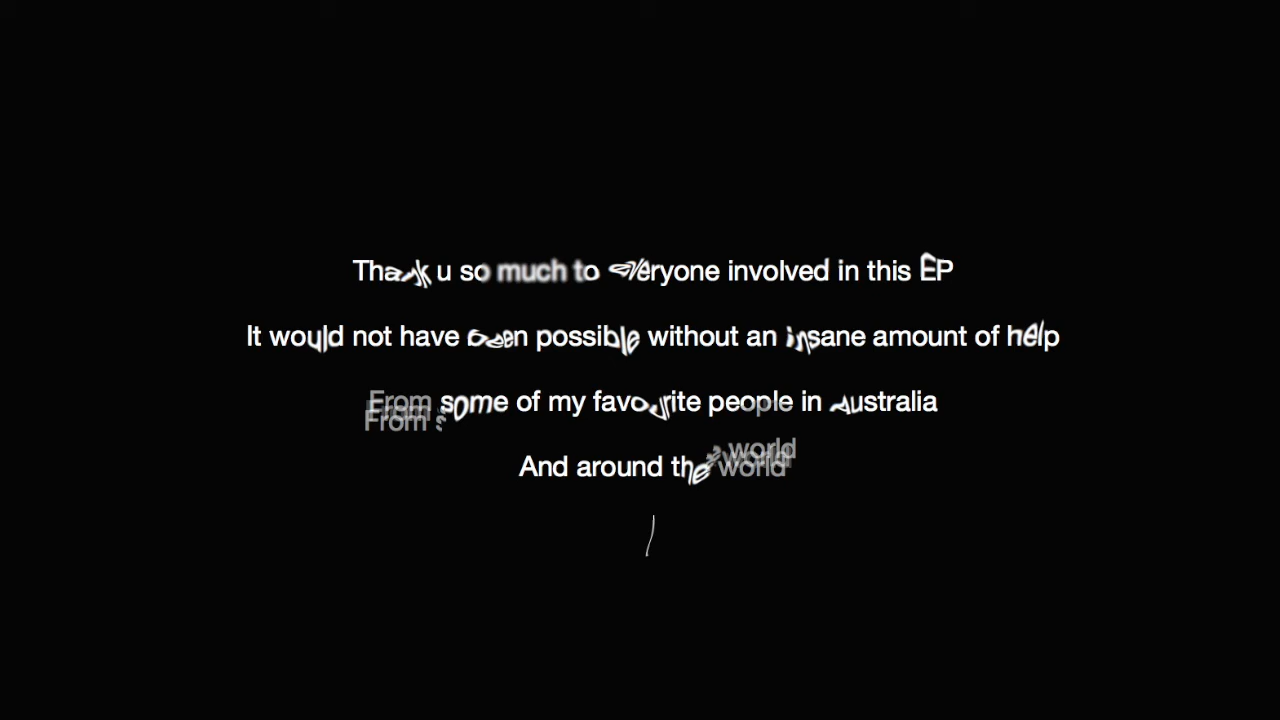 Thank u so much to everyone involved in this EP
It would not have been possible without an insane amount of help
From some of my favourite people in Australia
And around the world